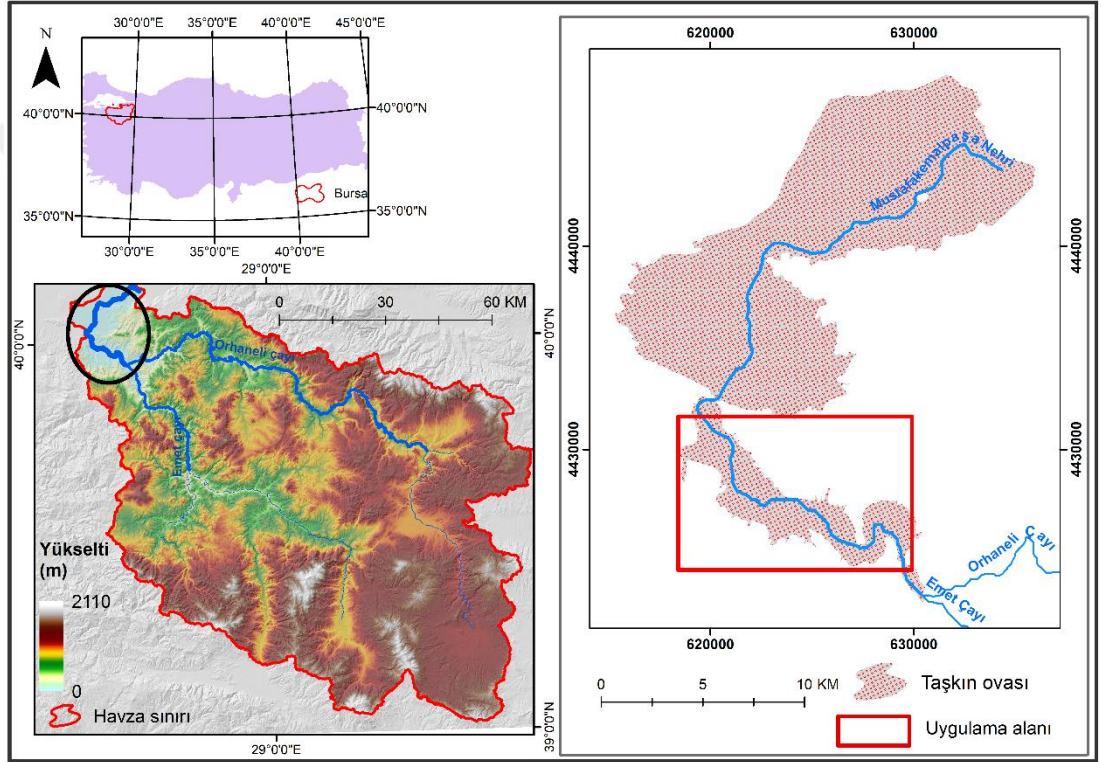 N
30°0'0"E 35°0'0"E 40°0'0"E 45°0'0"E
40°0'0"N
40°0'0"N
Bursa
35°0'0"N
35°0'0"N
30°0'0"E 35°0'0"E 40°0'0"E
29°0'0"E
0 30 60 KM
40°0'0"N
40°0'0"N
Orhaneli çayı
Emet Çayı
Yükselti
(m)
2110
0
Havza sınırı
39°0'0"N
29°0'0"E
620000 630000
Mustafakemalpaşa Nehri
4440000
4440000
4430000
4430000
Orhaneli Çayı
Emet Çayı
620000 630000
0 5 10 KM
Taşkın ovası
Uygulama alanı